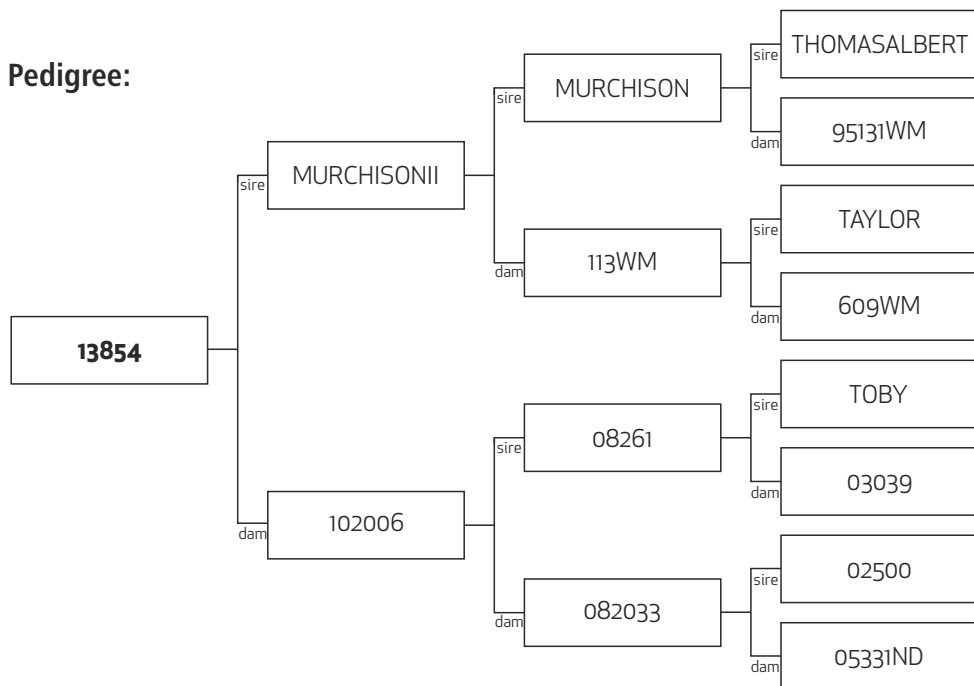 Pedigree:
13854
sire
MURCHISONII
dam
102006
sire
MURCHISON
dam
113WM
sire
08261
dam
082033
sire
THOMASALBERT
dam
95131WM
sire
TAYLOR
dam
609WM
sire
TOBY
dam
03039
sire
02500
dam
05331ND